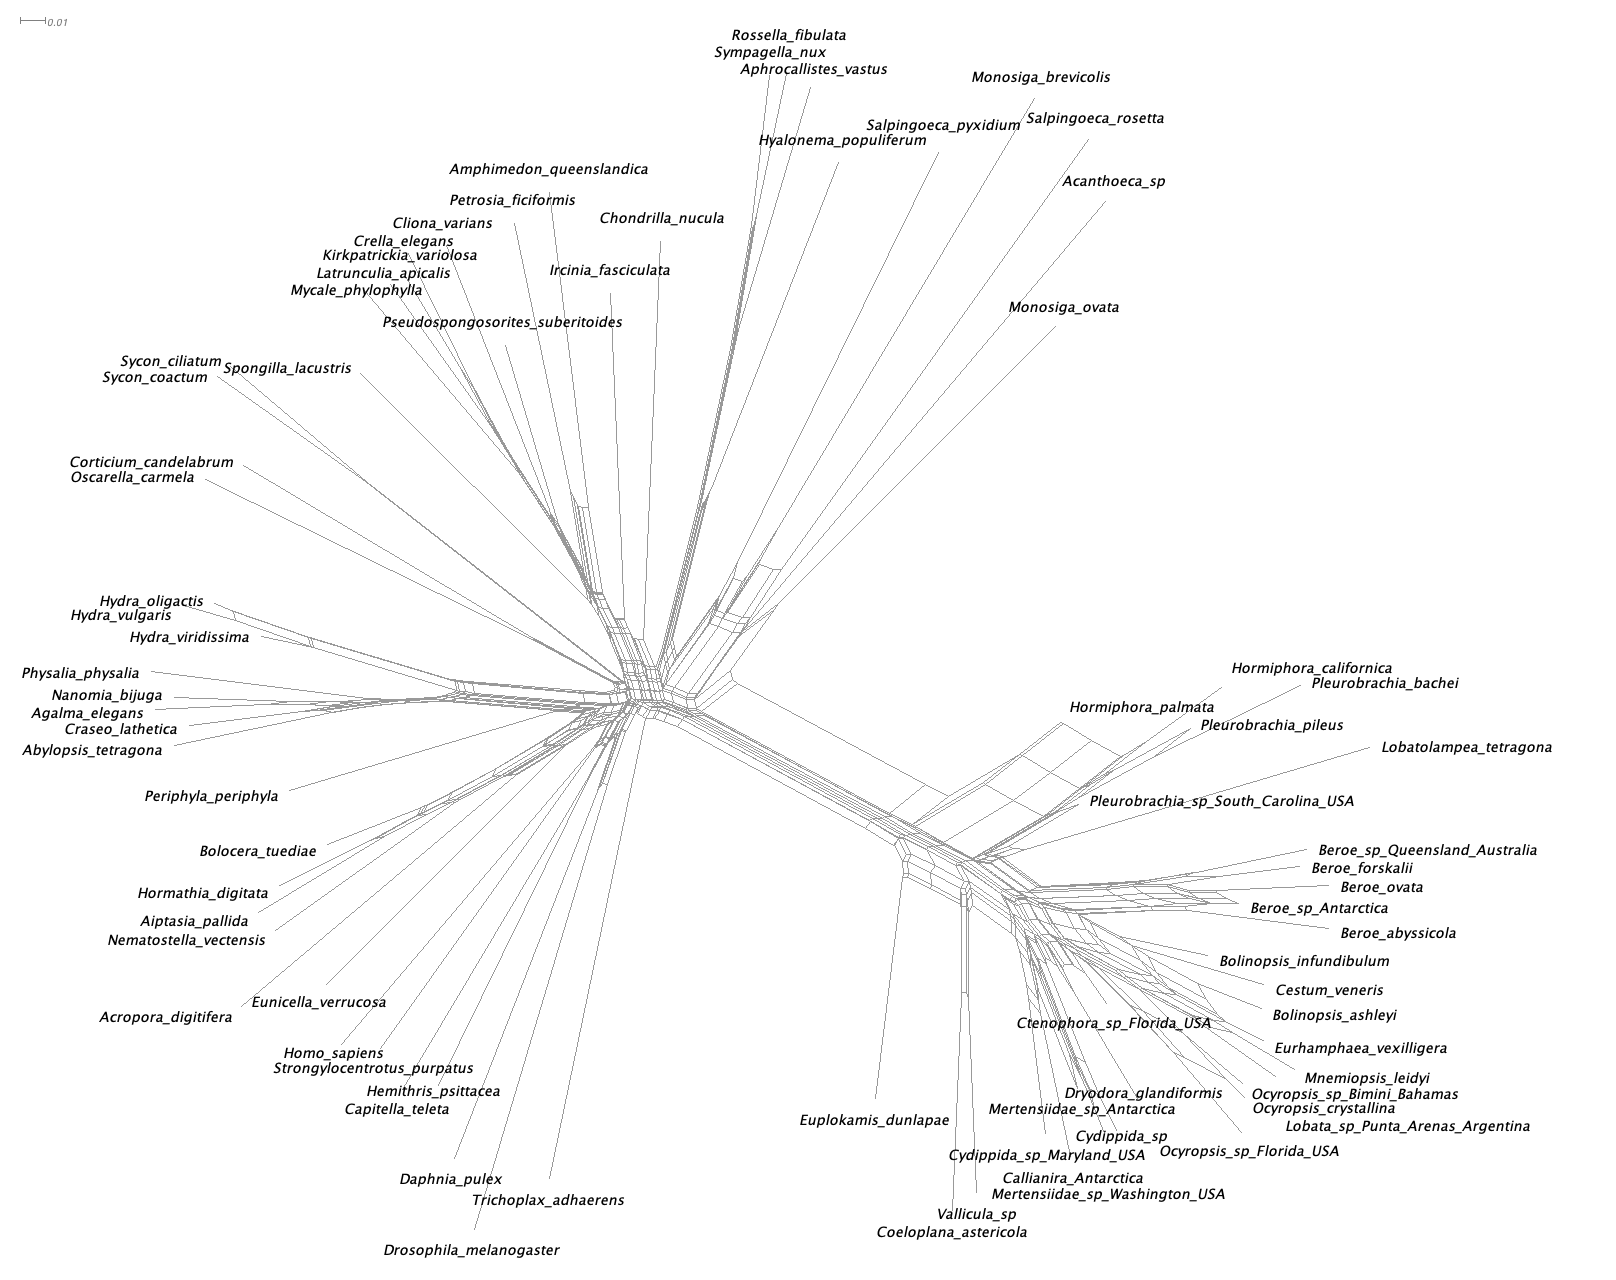 0.01
Rossella_fibulata
Sympagella_nux
Aphrocallistes_vastus
Monosiga_brevicolis
Salpingoeca_pyxidium
Salpingoeca_rosetta
Hyalonema_populiferum
Amphimedon_queenslandica
Acanthoeca_sp
Petrosia_ficiformis
Chondrilla_nucula
Cliona_varians
Crella_elegans
Kirkpatrickia_variolosa
Latrunculia_apicalis
Ircinia_fasciculata
Mycale_phylophylla
Monosiga_ovata
Pseudospongosorites_suberitoides
Sycon_ciliatum
Spongilla_lacustris
Sycon_coactum
Corticium_candelabrum
Oscarella_carmela
Hydra_oligactis
Hydra_vulgaris
Hydra_viridissima
Physalia_physalia
Hormiphora_californica
Pleurobrachia_bachei
Nanomia_bijuga
Agalma_elegans
Hormiphora_palmata
Craseo_lathetica
Pleurobrachia_pileus
Abylopsis_tetragona
Lobatolampea_tetragona
Periphyla_periphyla
Pleurobrachia_sp_South_Carolina_USA
Bolocera_tuediae
Beroe_sp_Queensland_Australia
Beroe_forskalii
Beroe_ovata
Hormathia_digitata
Beroe_sp_Antarctica
Aiptasia_pallida
Beroe_abyssicola
Nematostella_vectensis
Bolinopsis_infundibulum
Cestum_veneris
Eunicella_verrucosa
Acropora_digitifera
Bolinopsis_ashleyi
Ctenophora_sp_Florida_USA
Eurhamphaea_vexilligera
Homo_sapiens
Strongylocentrotus_purpatus
Mnemiopsis_leidyi
Hemithris_psittacea
Dryodora_glandiformis
Ocyropsis_sp_Bimini_Bahamas
Capitella_teleta
Mertensiidae_sp_Antarctica
Ocyropsis_crystallina
Euplokamis_dunlapae
Lobata_sp_Punta_Arenas_Argentina
Cydippida_sp
Cydippida_sp_Maryland_USA
Ocyropsis_sp_Florida_USA
Daphnia_pulex
Callianira_Antarctica
Trichoplax_adhaerens
Mertensiidae_sp_Washington_USA
Vallicula_sp
Coeloplana_astericola
Drosophila_melanogaster